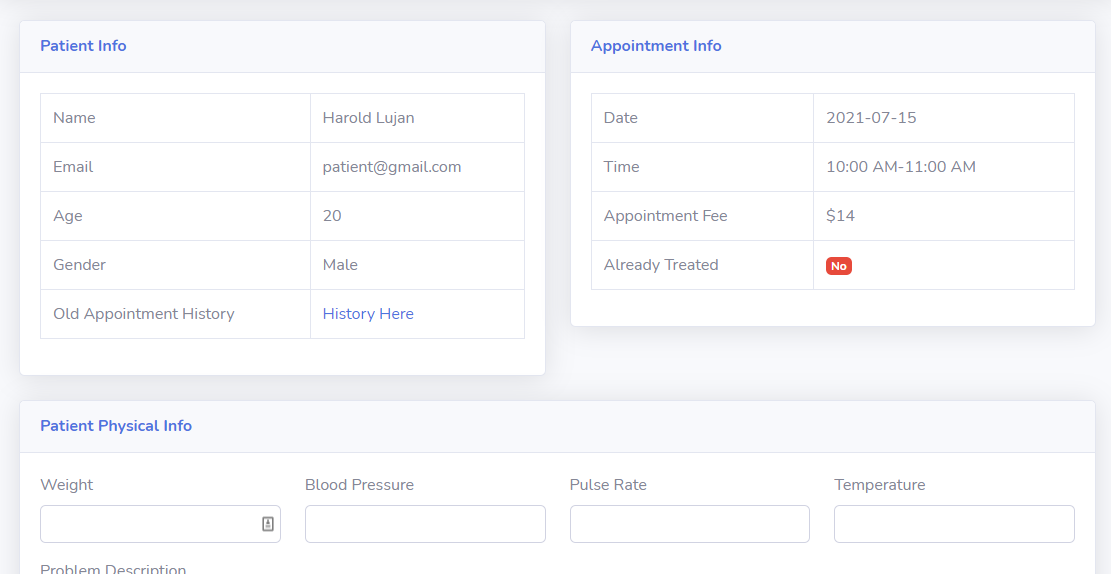 Patient Info
Name Harold Lujan
Email patient@gmail.com
Age 20
Gender Male
Old Appointment History History Here
Appointment Info
Date 2021-07-15
Time 10:00 AM-11:00 AM
Appointment Fee $14
Already Treated No
Patient Physical Info
Weight Blood Pressure Pulse Rate Temperature
Problem Description